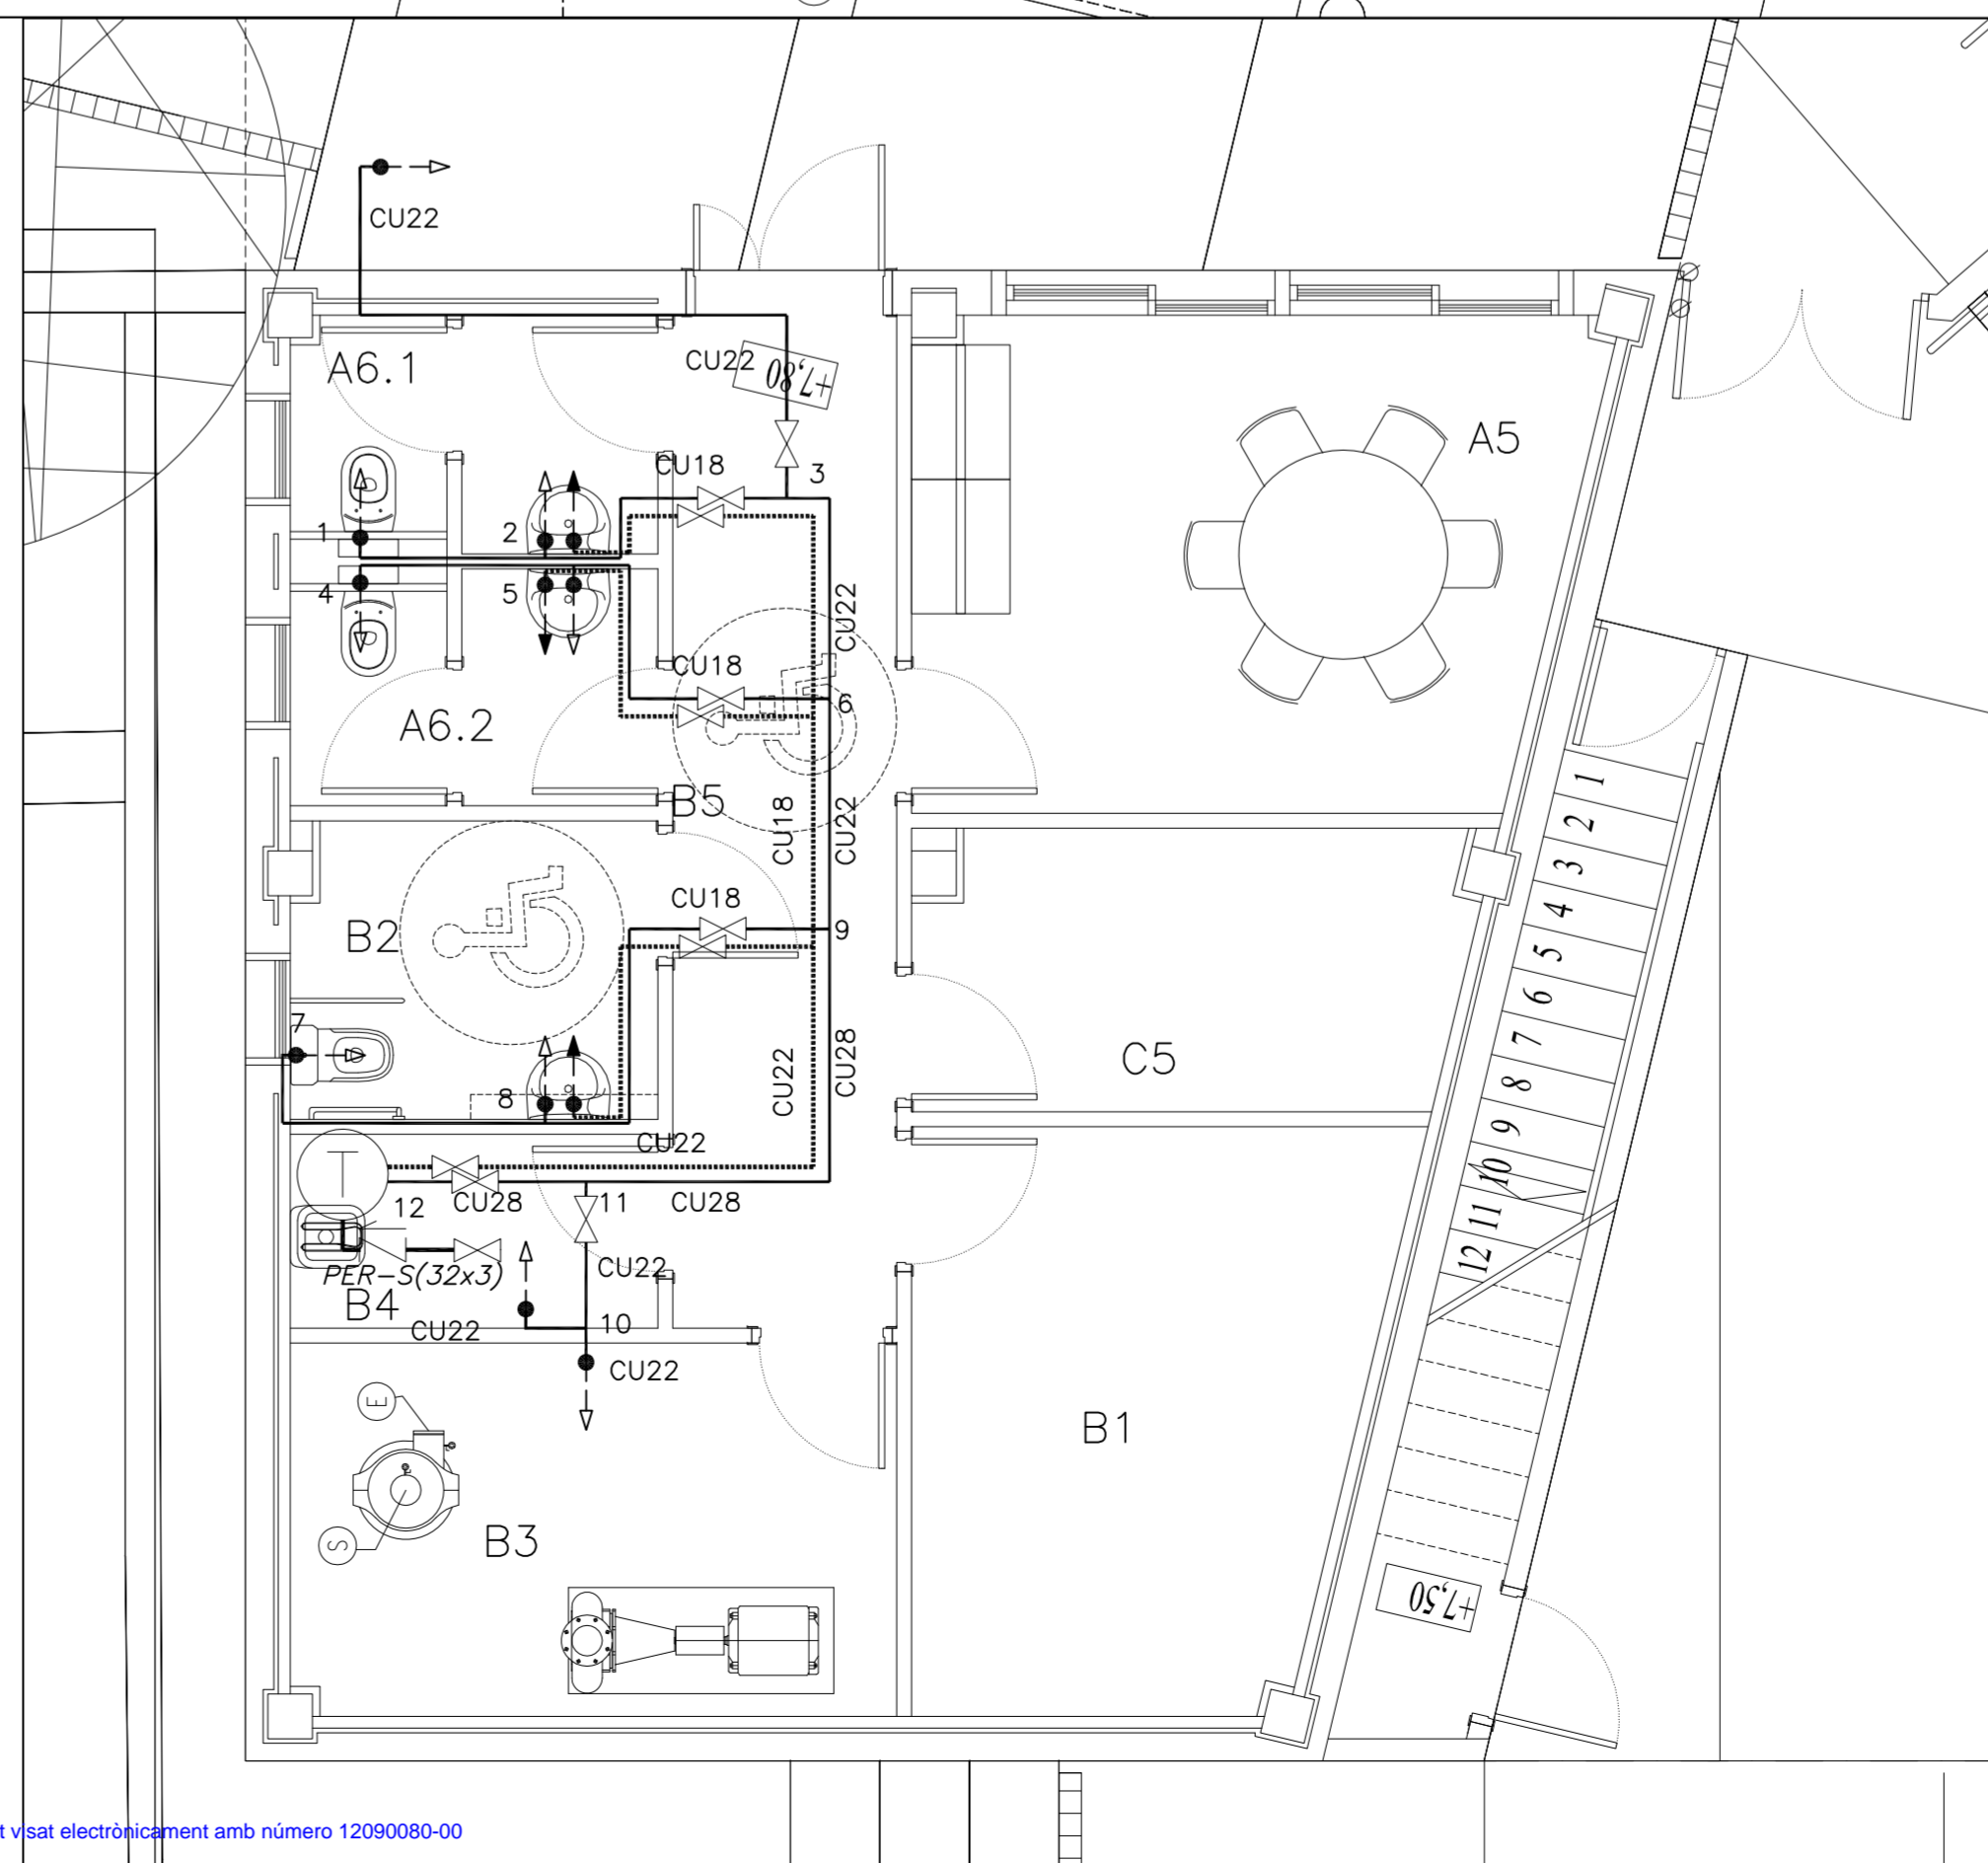 CU22
A6.1
CU22
+7,80
A5
CU18
3
1
2
4
5
CU22
CU18
6
A6.2
B5
CU18
CU22
1
2
3
4
5
6
7
8
9
10
11
12
CU18
B2
9
7
CU22
CU28
C5
8
CU22
T
12
CU28
11
CU28
PER-S(32x3)
CU22
B4
CU22
10
CU22
E
B1
S
B3
+7,50
t visat electrònicament amb número 12090080-00